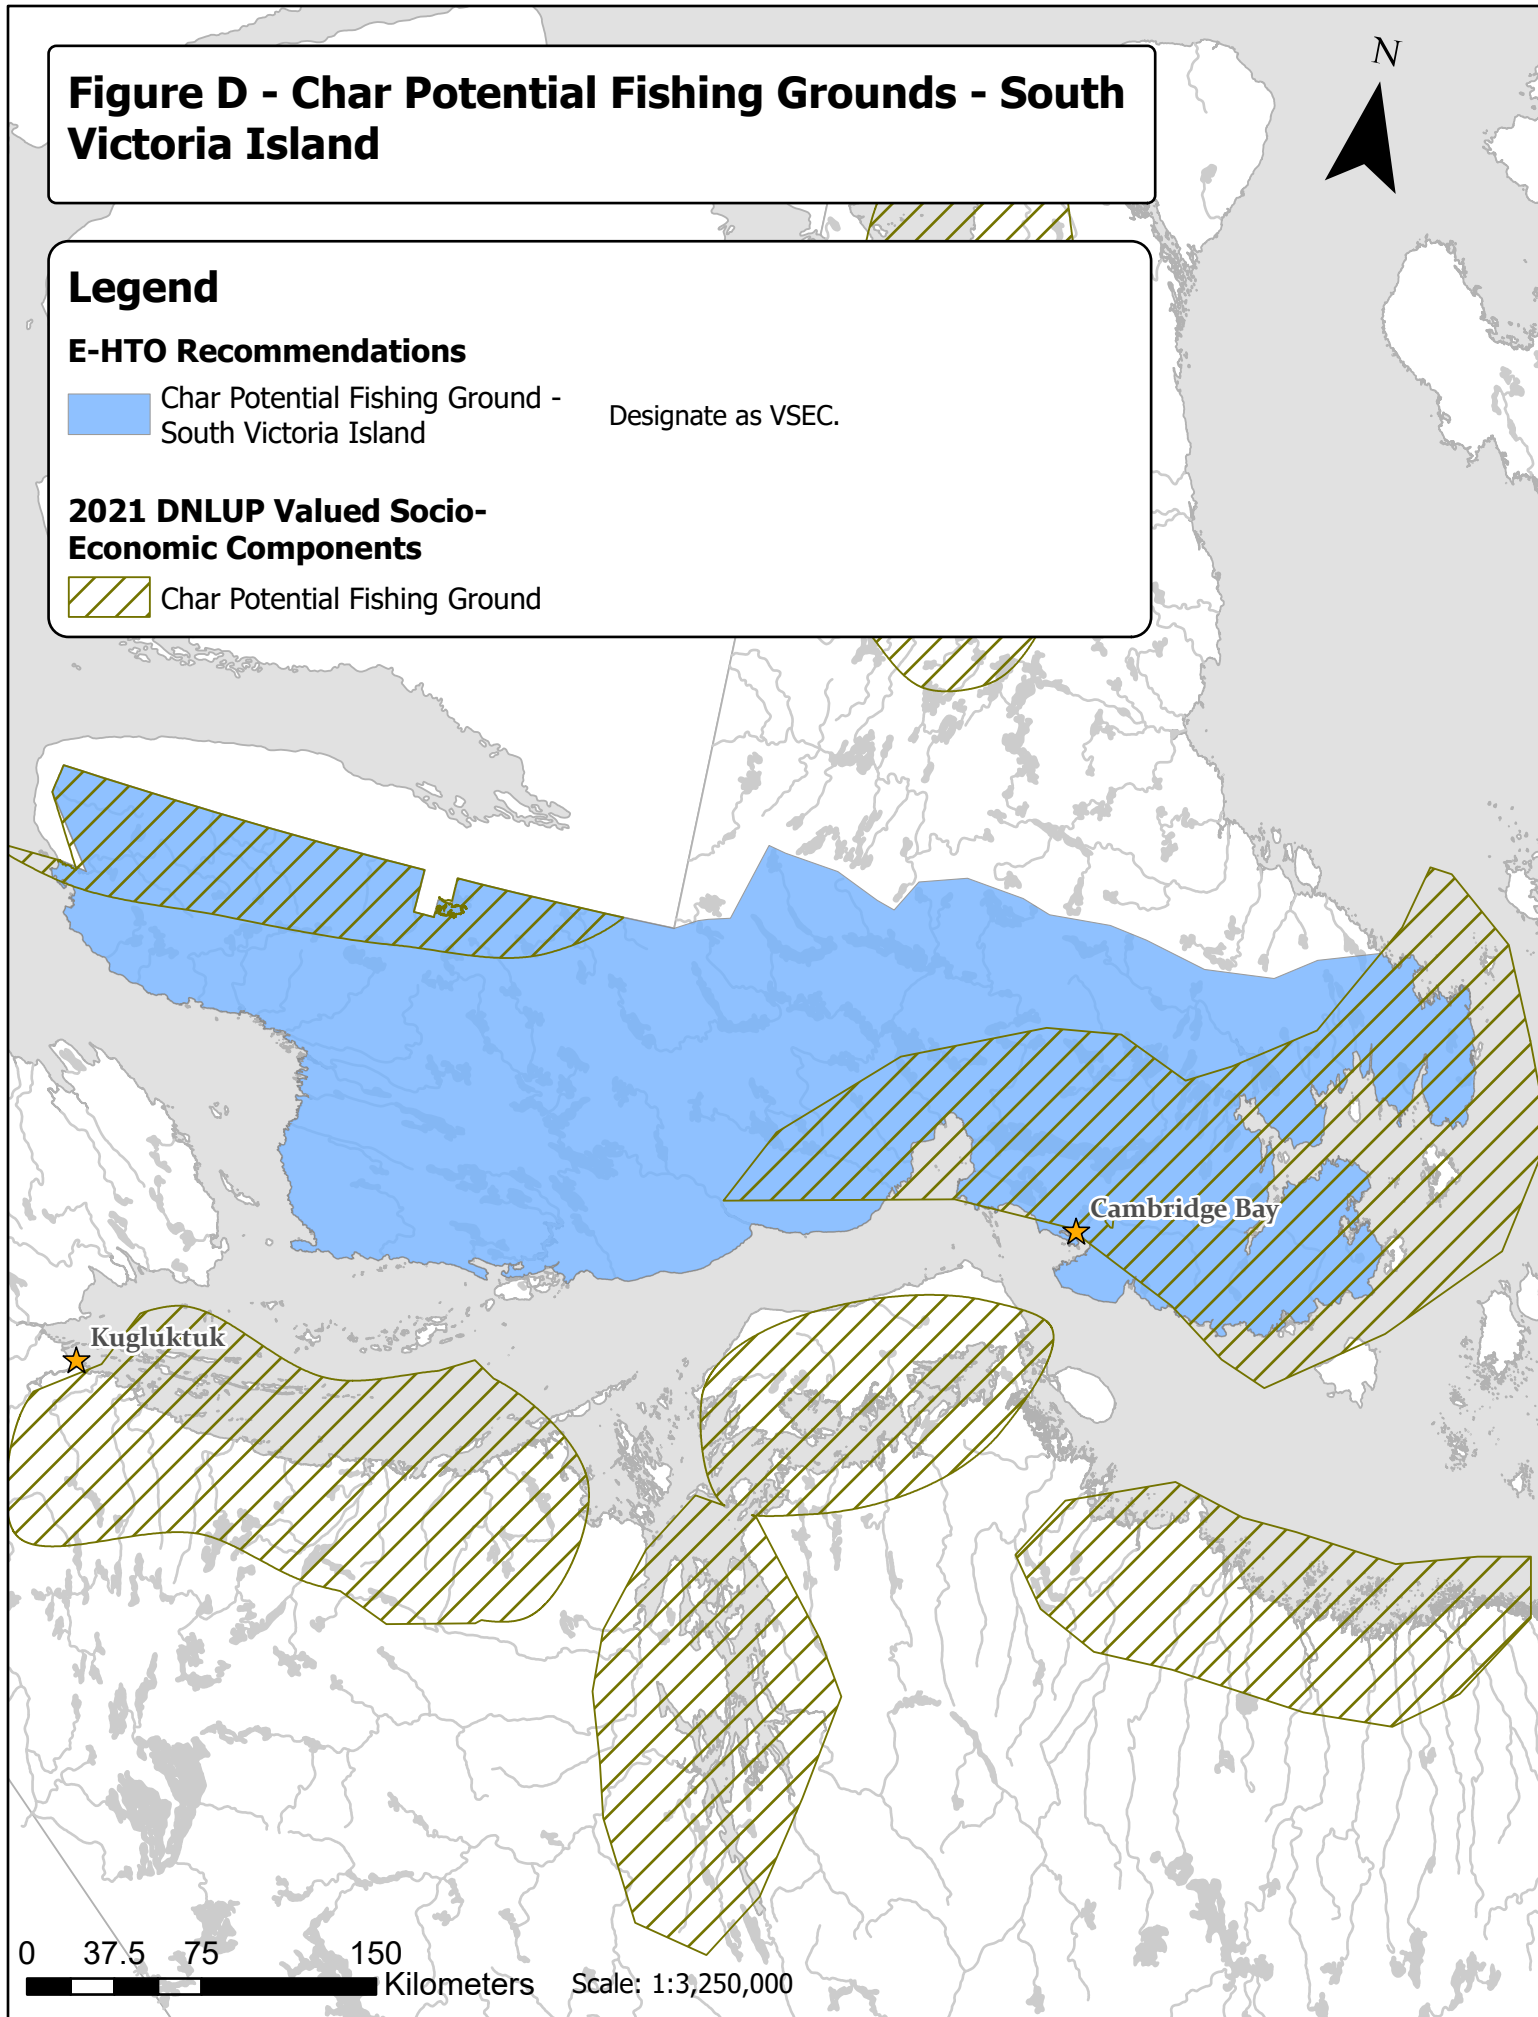 Figure D - Char Potential Fishing Grounds - South
Victoria Island
N
Legend
E-HTO Recommendations
Char Potential Fishing Ground -
South Victoria Island
Designate as VSEC.
2021 DNLUP Valued Socio-
Economic Components
Char Potential Fishing Ground
Cambridge Bay
Kugluktuk
0 37.5 75 150
Kilometers
Scale: 1:3,250,000